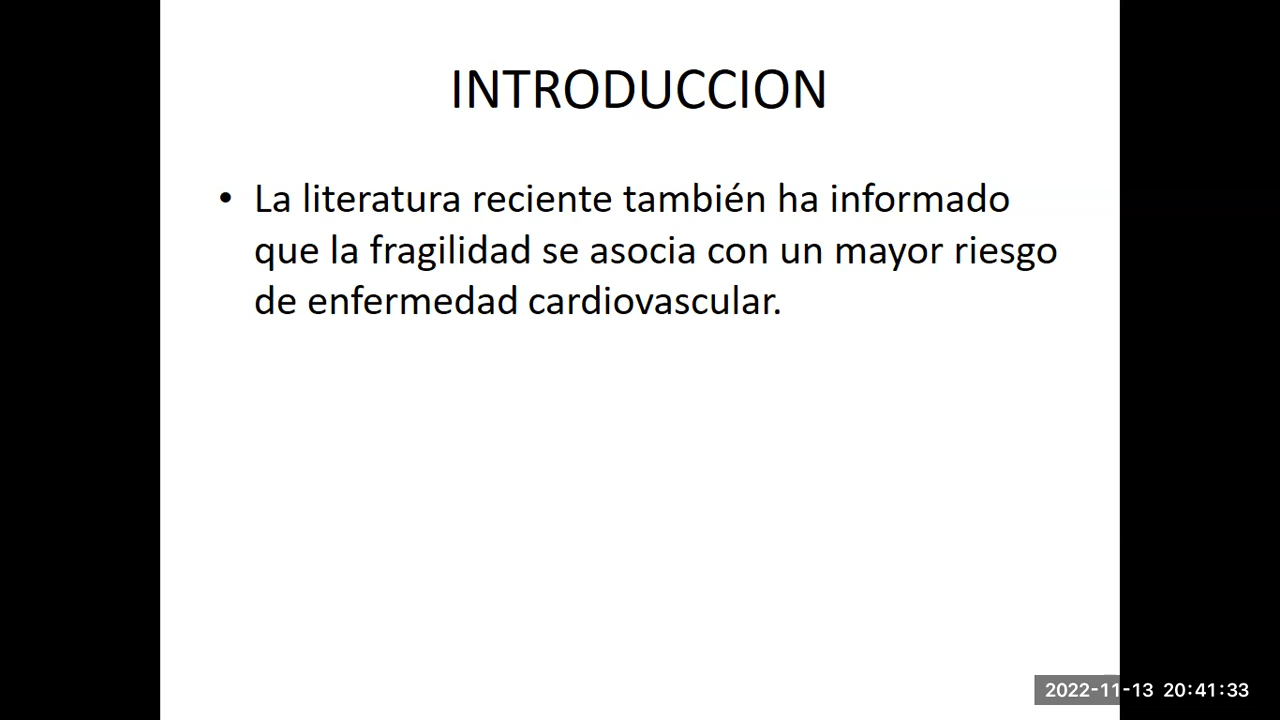 INTRODUCCION
• La literatura reciente también ha informado
que la fragilidad se asocia con un mayor riesgo
de enfermedad cardiovascular.
2022-11-13 20:41:33